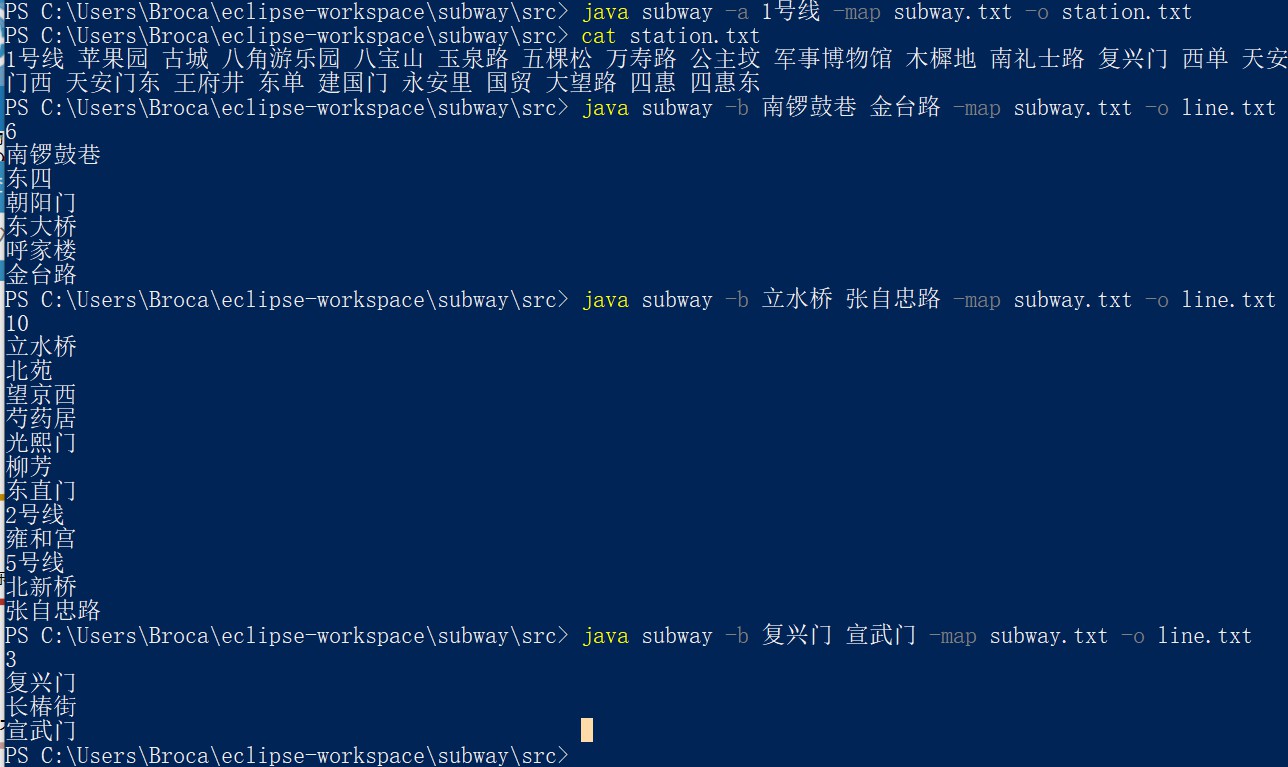 PS C:\Users\Broca\eclipse-workspace\subway\src> java subway -a 1号线 -map subway.txt -o station.txt
PS C:\Users\Broca\eclipse-workspace\subway\src> cat station.txt
1号线 苹果园 古城 八角游乐园 八宝山 玉泉路 五棵松 万寿路 公主坟 军事博物馆 木樨地 南礼士路 复兴门 西单 天安
门西 天安门东 王府井 东单 建国门 永安里 国贸 大望路 四惠 四惠东
PS C:\Users\Broca\eclipse-workspace\subway\src> java subway -b 南锣鼓巷 金台路 -map subway.txt -o line.txt
6
南锣鼓巷
东四
朝阳门
东大桥
呼家楼
金台路
PS C:\Users\Broca\eclipse-workspace\subway\src> java subway -b 立水桥 张自忠路 -map subway.txt -o line.txt
10
立水桥
北苑
望京西
芍药居
光熙门
柳芳
东直门
2号线
雍和宫
5号线
北新桥
张自忠路
PS C:\Users\Broca\eclipse-workspace\subway\src> java subway -b 复兴门 宣武门 -map subway.txt -o line.txt
3
复兴门
长椿街
宣武门
PS C:\Users\Broca\eclipse-workspace\subway\src>